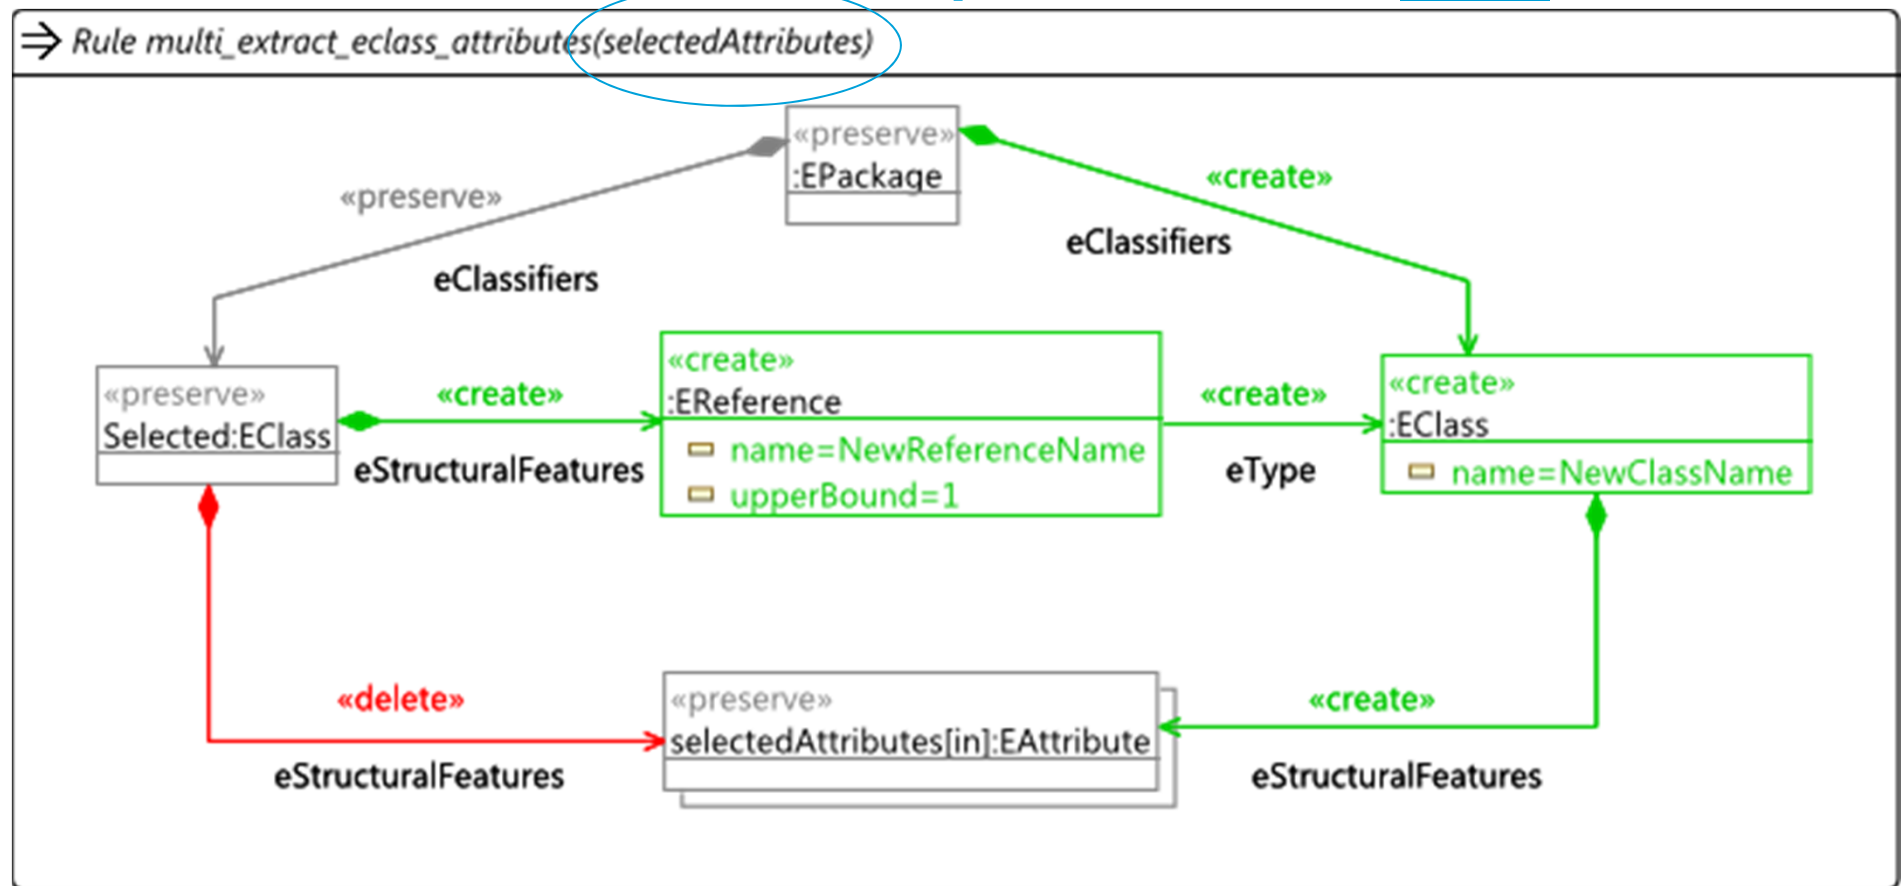 Rule multi_extract_eclass_attributes(selectedAttributes)
«preserve»
:EPackage
«preserve»
eClassifiers
«create»
eClassifiers
«preserve»
Selected:EClass
«create»
eStructuralFeatures
«create»
:EReference
name=NewReferenceName
upperBound=1
«create»
eType
«create»
:EClass
name=NewClassName
«delete»
eStructuralFeatures
«preserve»
selectedAttributes[in]:EAttribute
«create»
eStructuralFeatures